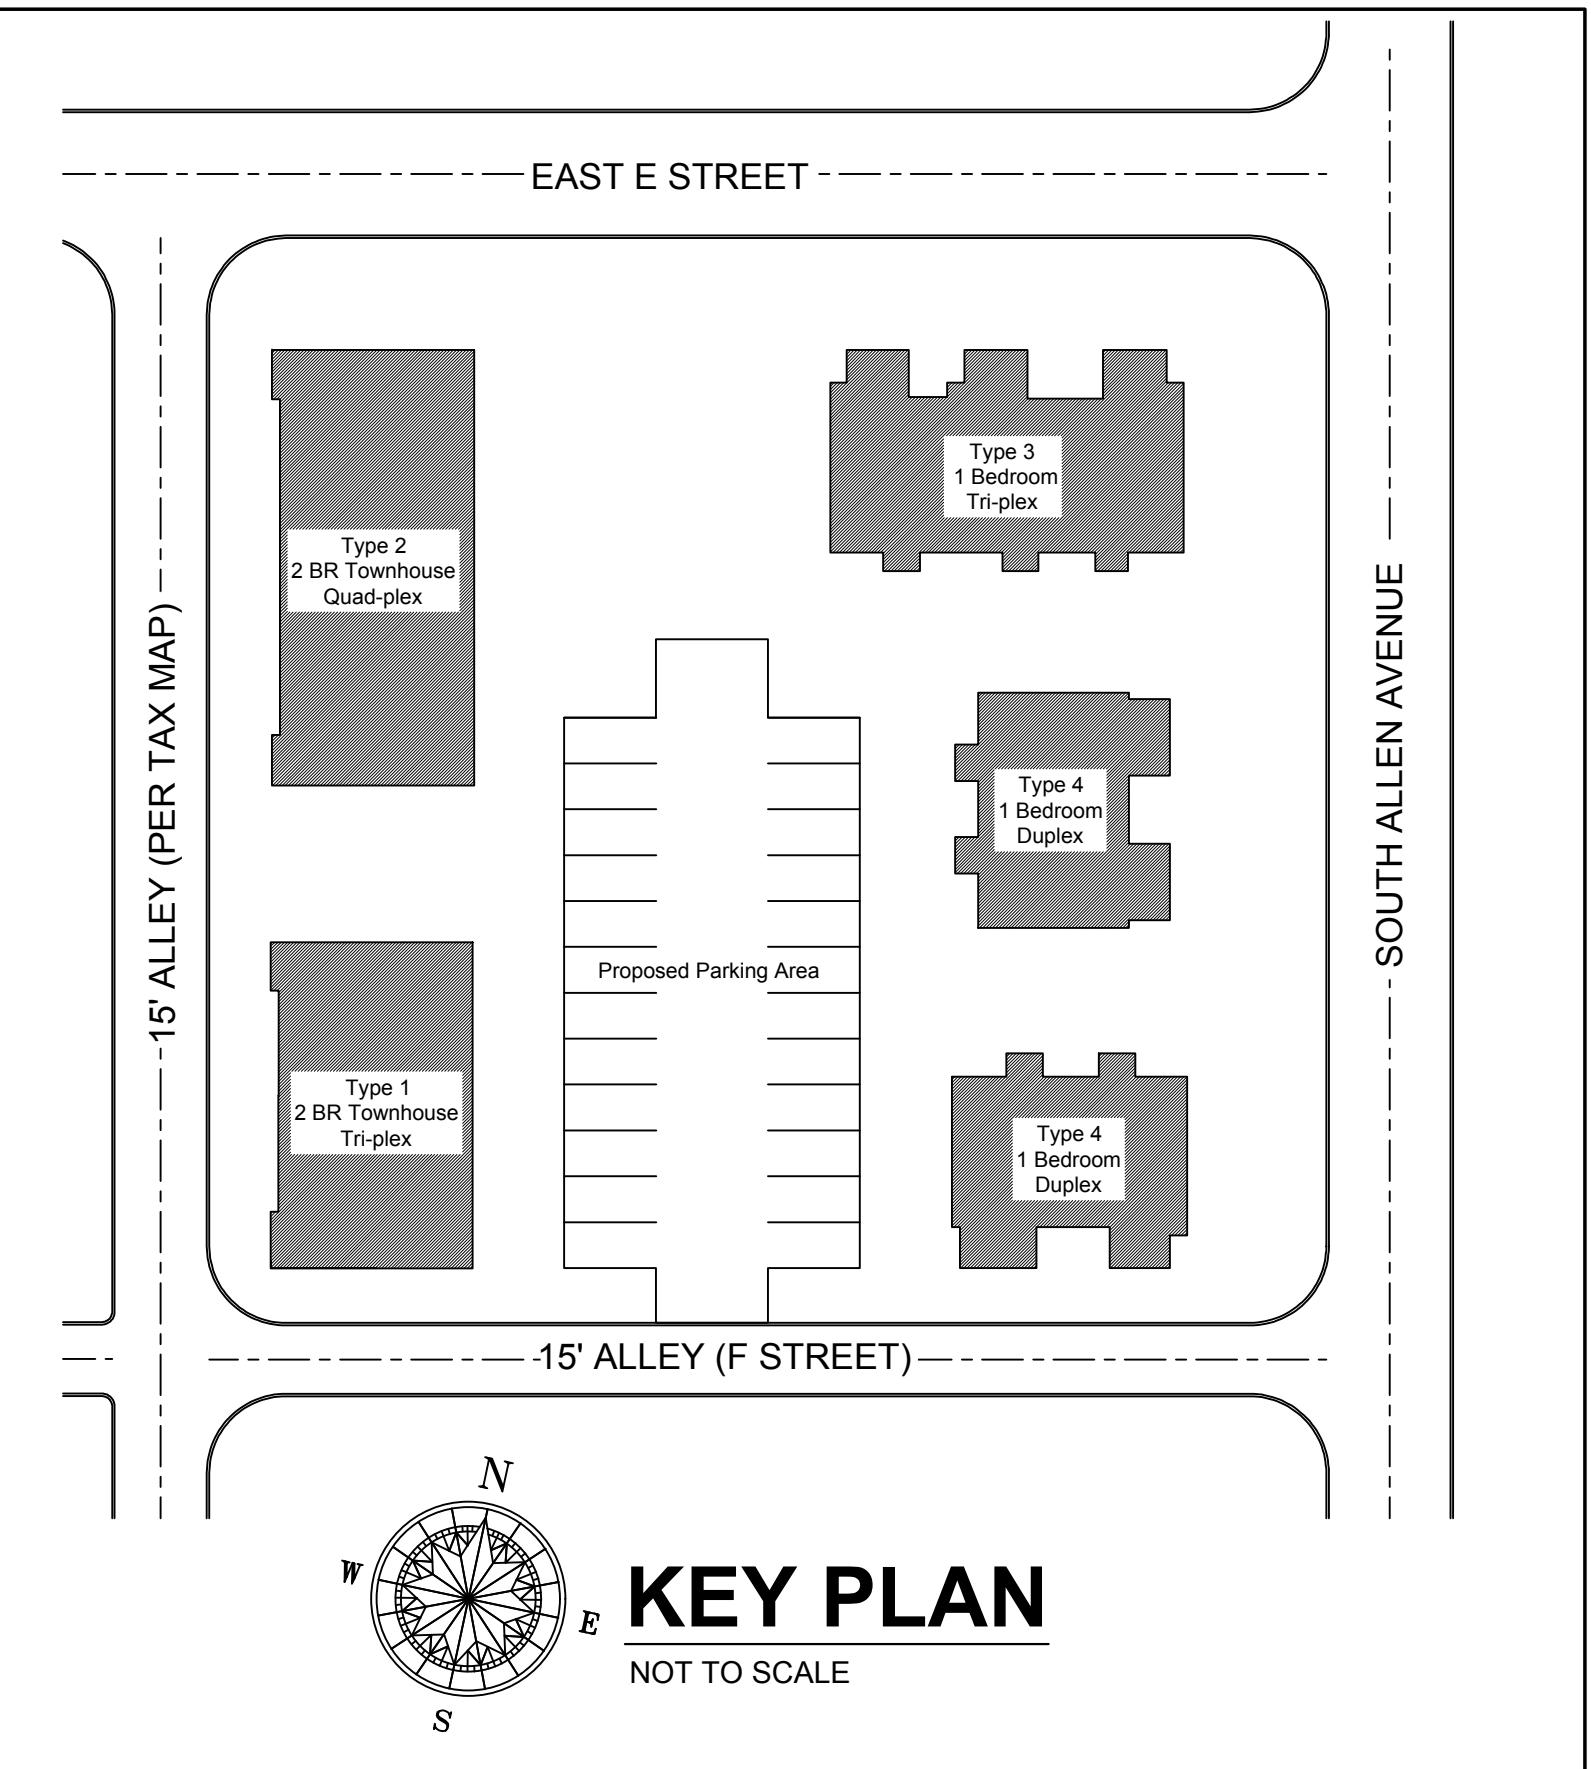 EAST E STREET
Type 3
1 Bedroom
Tri-plex
Type 2
2 BR Townhouse
Quad-plex
15' ALLEY (PER TAX MAP)
SOUTH ALLEN AVENUE
Type 4
1 Bedroom
Duplex
Proposed Parking Area
Type 1
2 BR Townhouse
Tri-plex
Type 4
1 Bedroom
Duplex
15' ALLEY (F STREET)
N
W
E
S
KEY PLAN
NOT TO SCALE